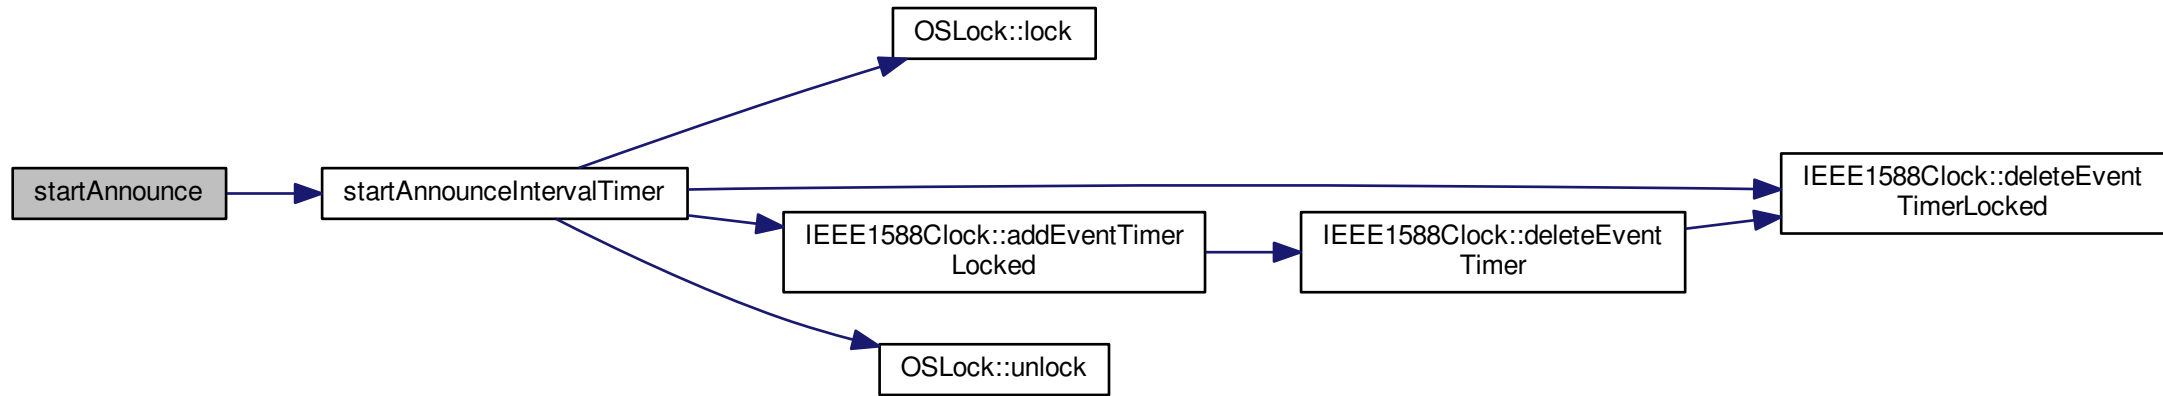 OSLock::lock
startAnnounce
startAnnounceIntervalTimer
IEEE1588Clock::deleteEvent
TimerLocked
IEEE1588Clock::addEventTimer
Locked
IEEE1588Clock::deleteEvent
Timer
OSLock::unlock